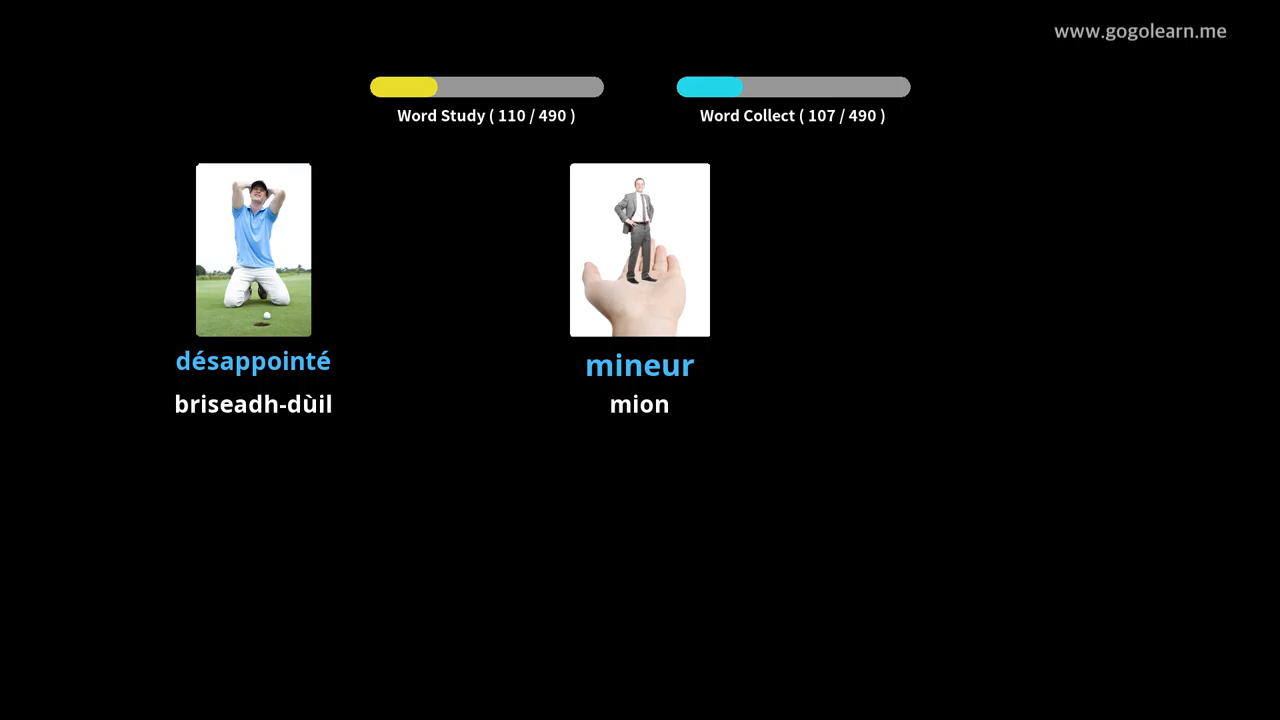 www.gogolearn.me
Word Study ( 110 / 490 )
Word Collect ( 107 / 490 )
désappointé
briseadh-dùil
mineur
mion